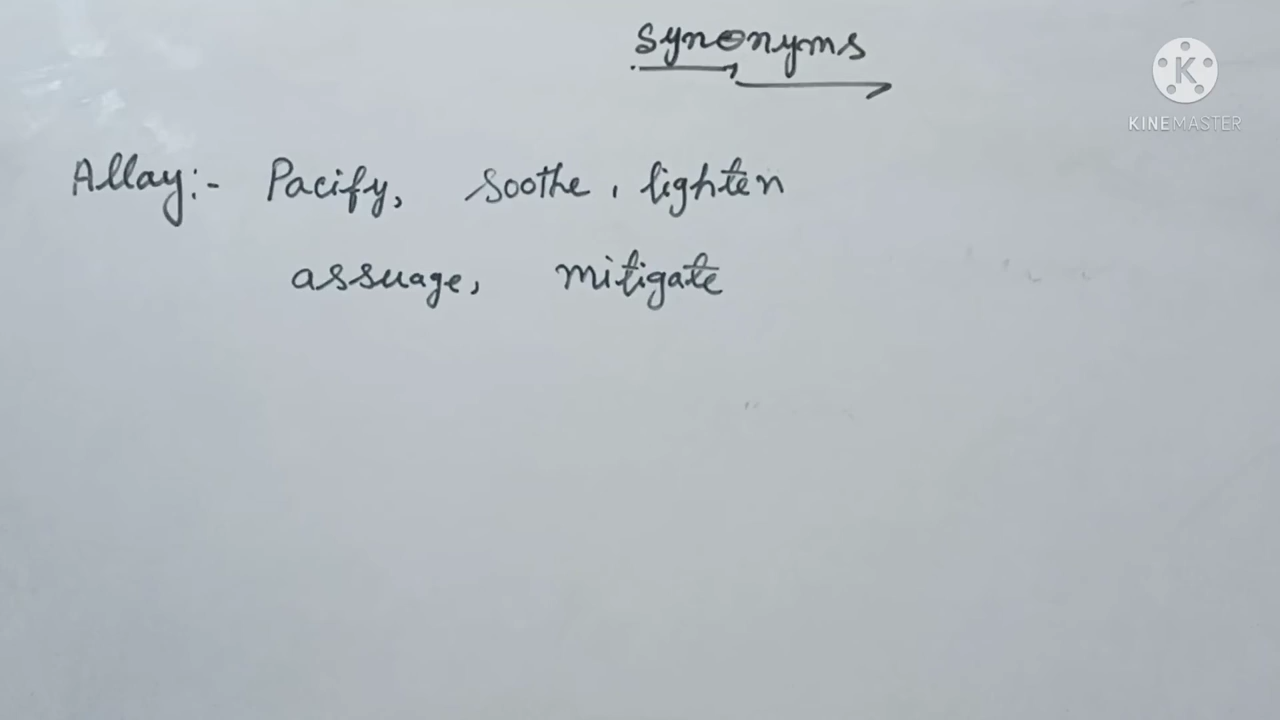 Synonyms
K
KINEMASTER
Allay:- Pacify, Soothe, lighten
assuage, mitigate